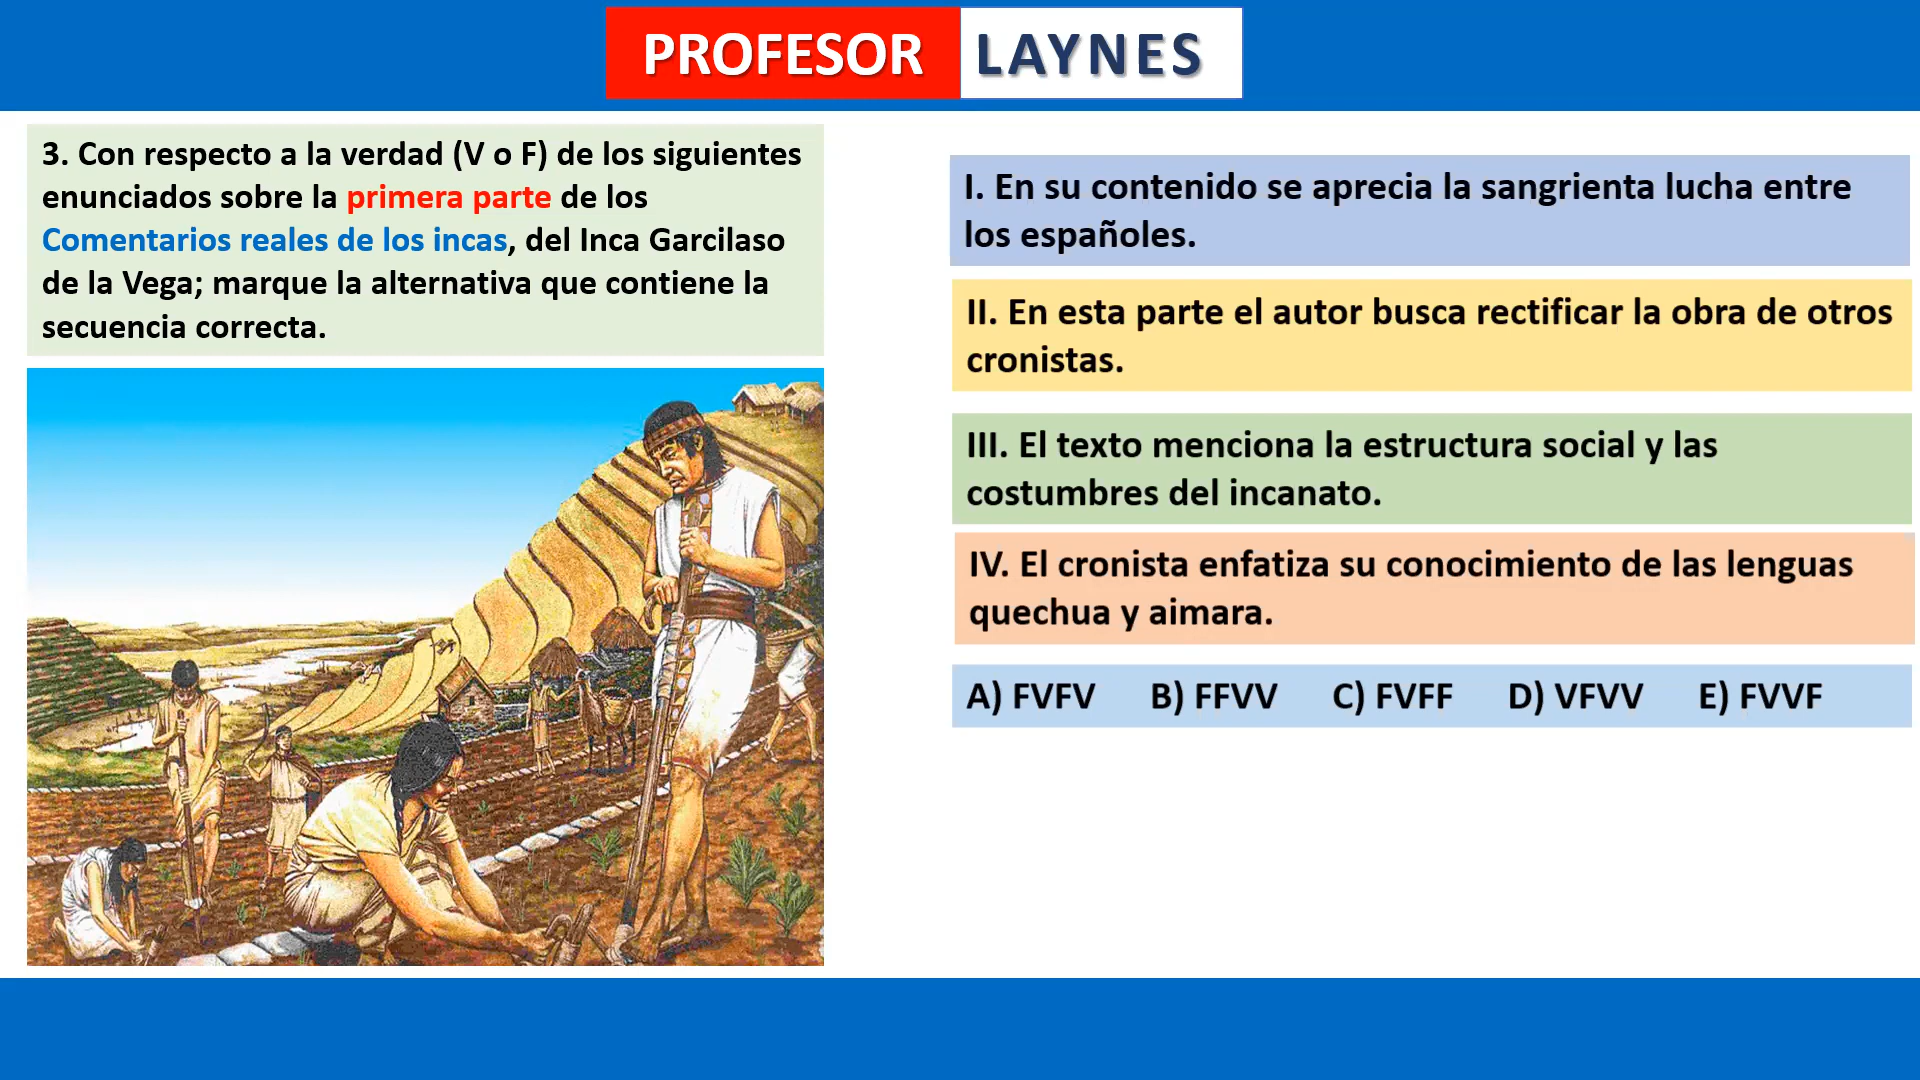 PROFESOR LAYNES
3. Con respecto a la verdad (V o F) de los siguientes
enunciados sobre la primera parte de los
Comentarios reales de los incas, del Inca Garcilaso
de la Vega; marque la alternativa que contiene la
secuencia correcta.
I. En su contenido se aprecia la sangrienta lucha entre
los españoles.
II. En esta parte el autor busca rectificar la obra de otros
cronistas.
III. El texto menciona la estructura social y las
costumbres del incanato.
IV. El cronista enfatiza su conocimiento de las lenguas
quechua y aimara.
A) FVFV B) FFVV C) FVFF D) VFVV E) FVVF